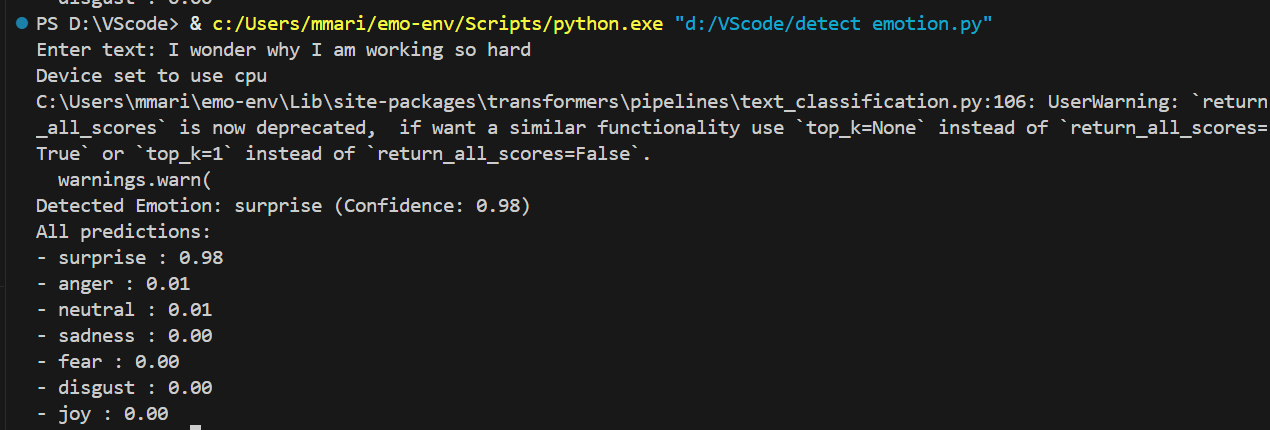 disgust : 0.00
PS D:\VScode> & c:/Users/mmari/emo-env/Scripts/python.exe "d:/VScode/detect emotion.py"
Enter text: I wonder why I am working so hard
Device set to use cpu
C:\Users\mmari\emo-env\Lib\site-packages\transformers\pipelines\text_classification.py:106: UserWarning: `return
_all_scores` is now deprecated,  if want a similar functionality use `top_k=None` instead of `return_all_scores=
True` or `top_k=1` instead of `return_all_scores=False`.
  warnings.warn(
Detected Emotion: surprise (Confidence: 0.98)
All predictions:
- surprise : 0.98
- anger : 0.01
- neutral : 0.01
- sadness : 0.00
- fear : 0.00
- disgust : 0.00
- joy : 0.00